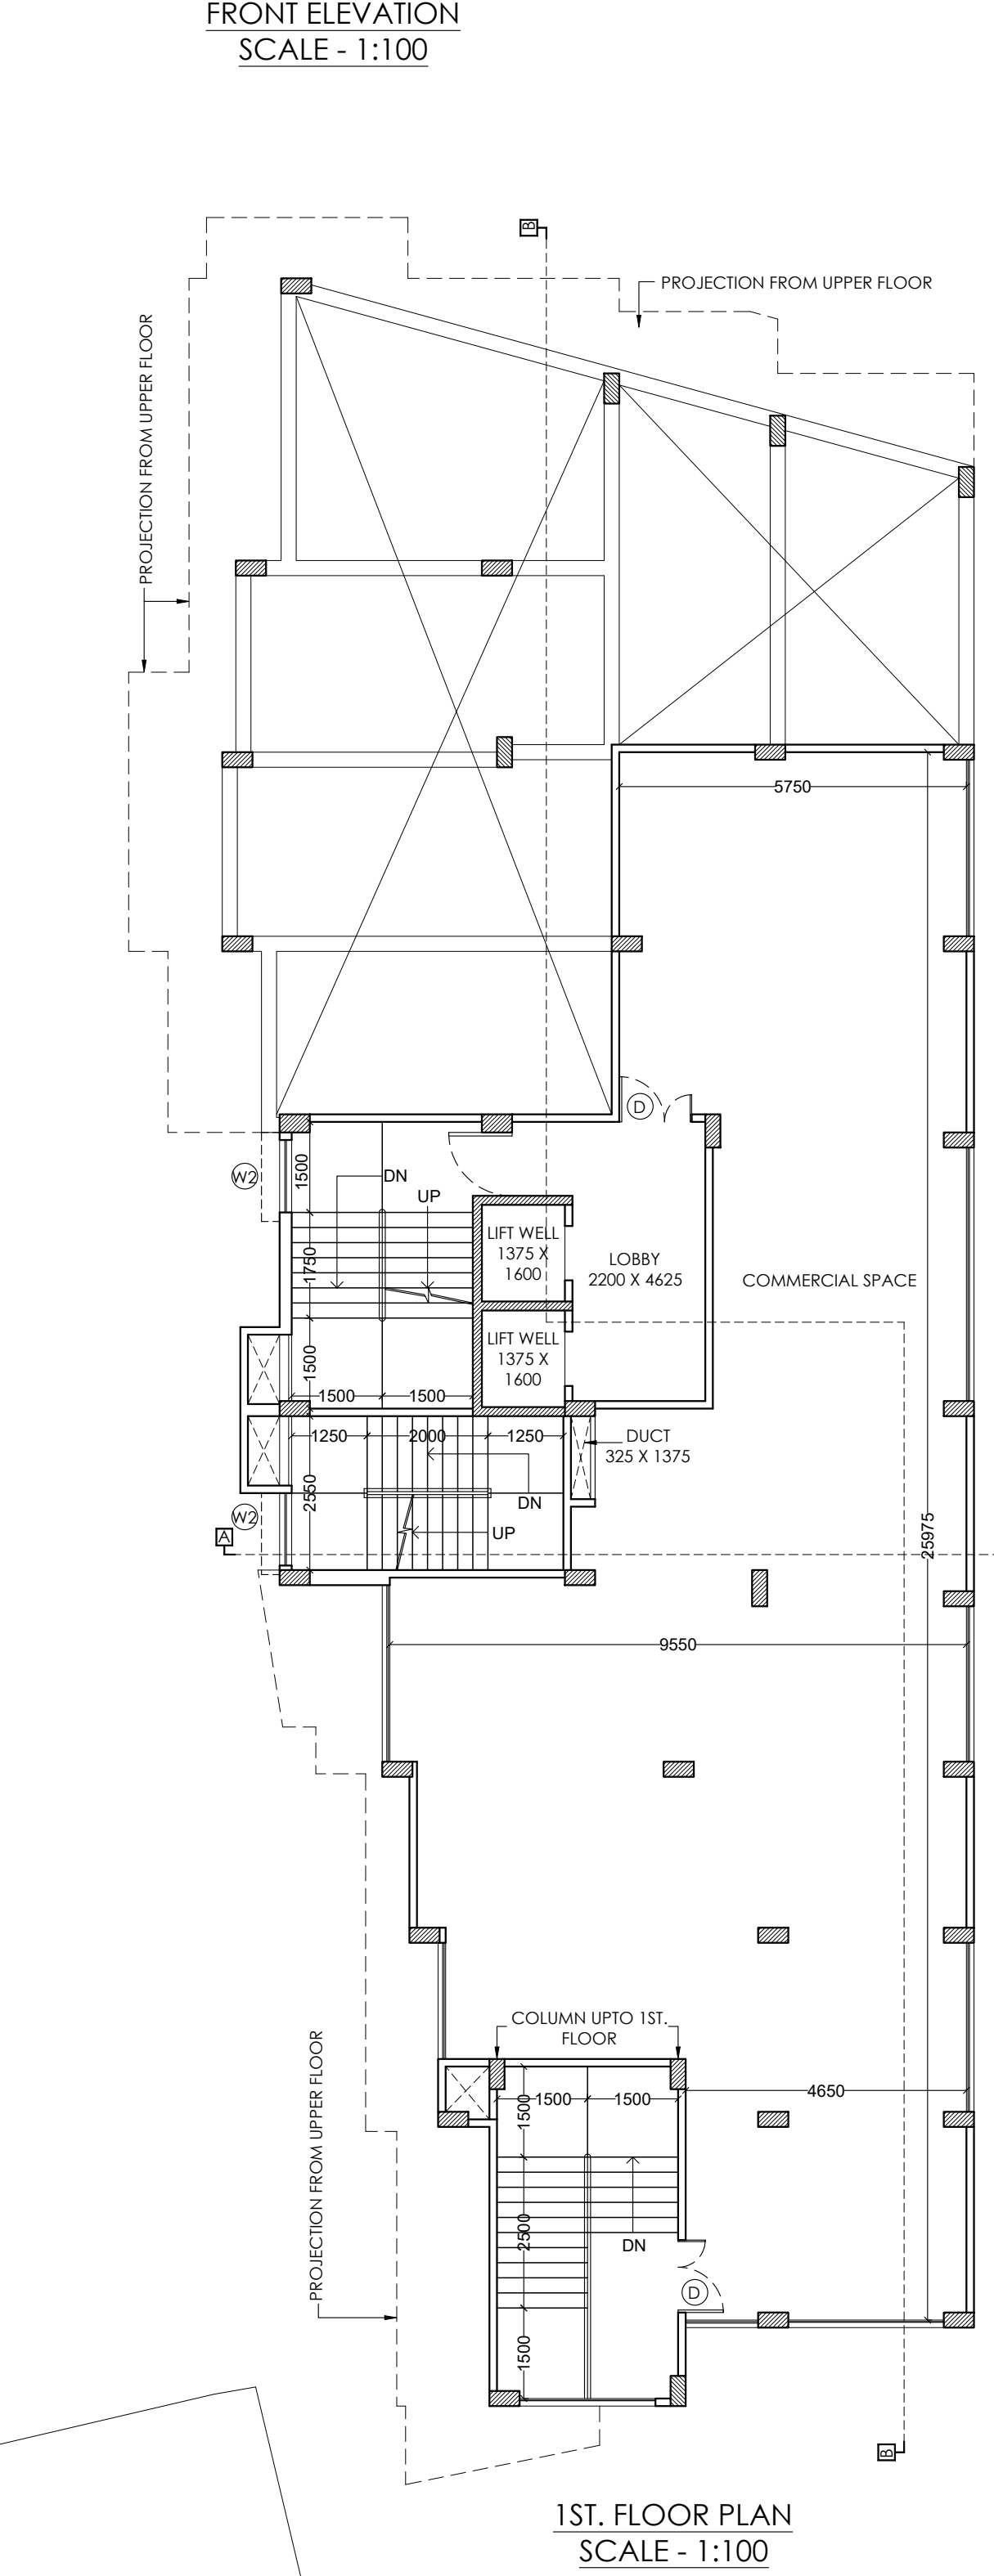 FRONT ELEVATION
SCALE - 1:100
B
PROJECTION FROM UPPER FLOOR
PROJECTION FROM UPPER FLOOR
5750
D
W2
1500
DN
UP
LIFT WELL
1375 X
1600
LOBBY
2200 X 4625
COMMERCIAL SPACE
1750
LIFT WELL
1375 X
1600
1500
1500
1500
1250
2000
1250
DUCT
325 X 1375
2550
DN
W2
UP
A
25975
9550
COLUMN UPTO 1ST.
FLOOR
PROJECTION FROM UPPER FLOOR
1500
1500
1500
4650
2500
DN
D
1500
B
1ST. FLOOR PLAN
SCALE - 1:100